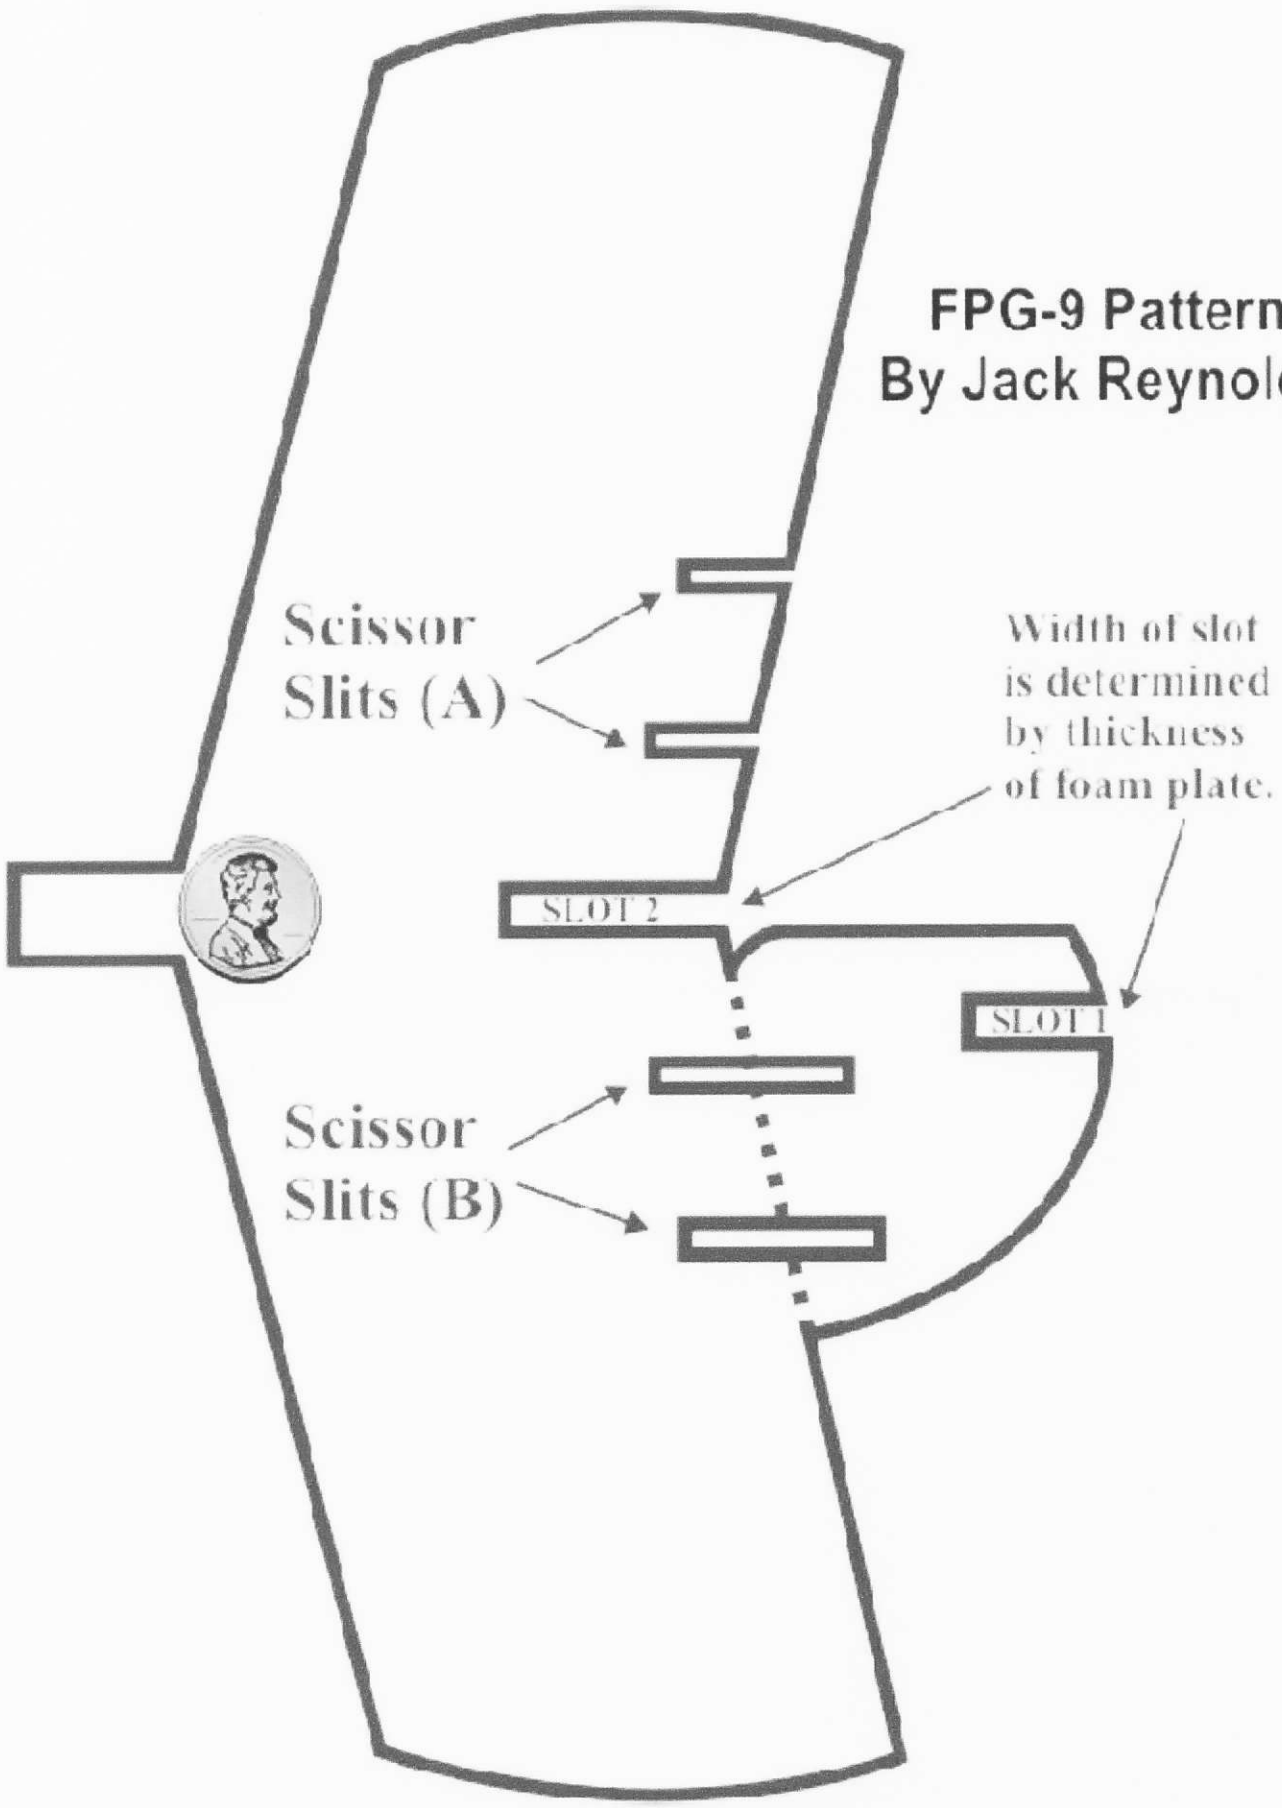 FPG-9 Pattern
By Jack Reynol
Scissor
Slits (A)
Width of slot
is determined
by thickness
of foam plate.
SLOT 2
SLOT 1
Scissor
Slits (B)